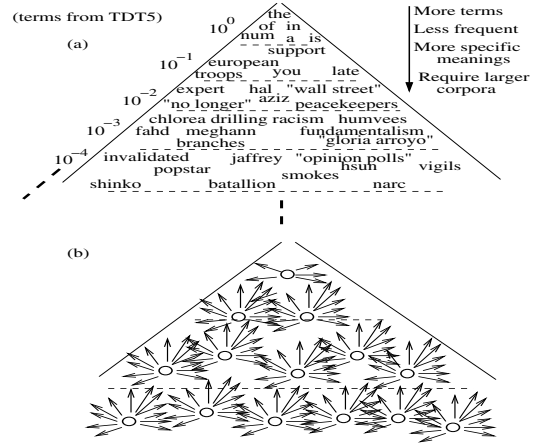 (terms from TDT5)
(a)
10^0
the
of in
num a is
support
10^-1
european
troops you late
10^-2
expert hal "wall street"
"no longer" aziz peacekeepers
10^-3
chlorea drilling racism humvees
fahd meghann fundamentalism
branches "gloria arroyo"
10^-4
invalidated jaffrey "opinion polls"
popstar hsun vigils
smokes
shinko batallion narc
More terms
Less frequent
More specific
meanings
Require larger
corpora
(b)